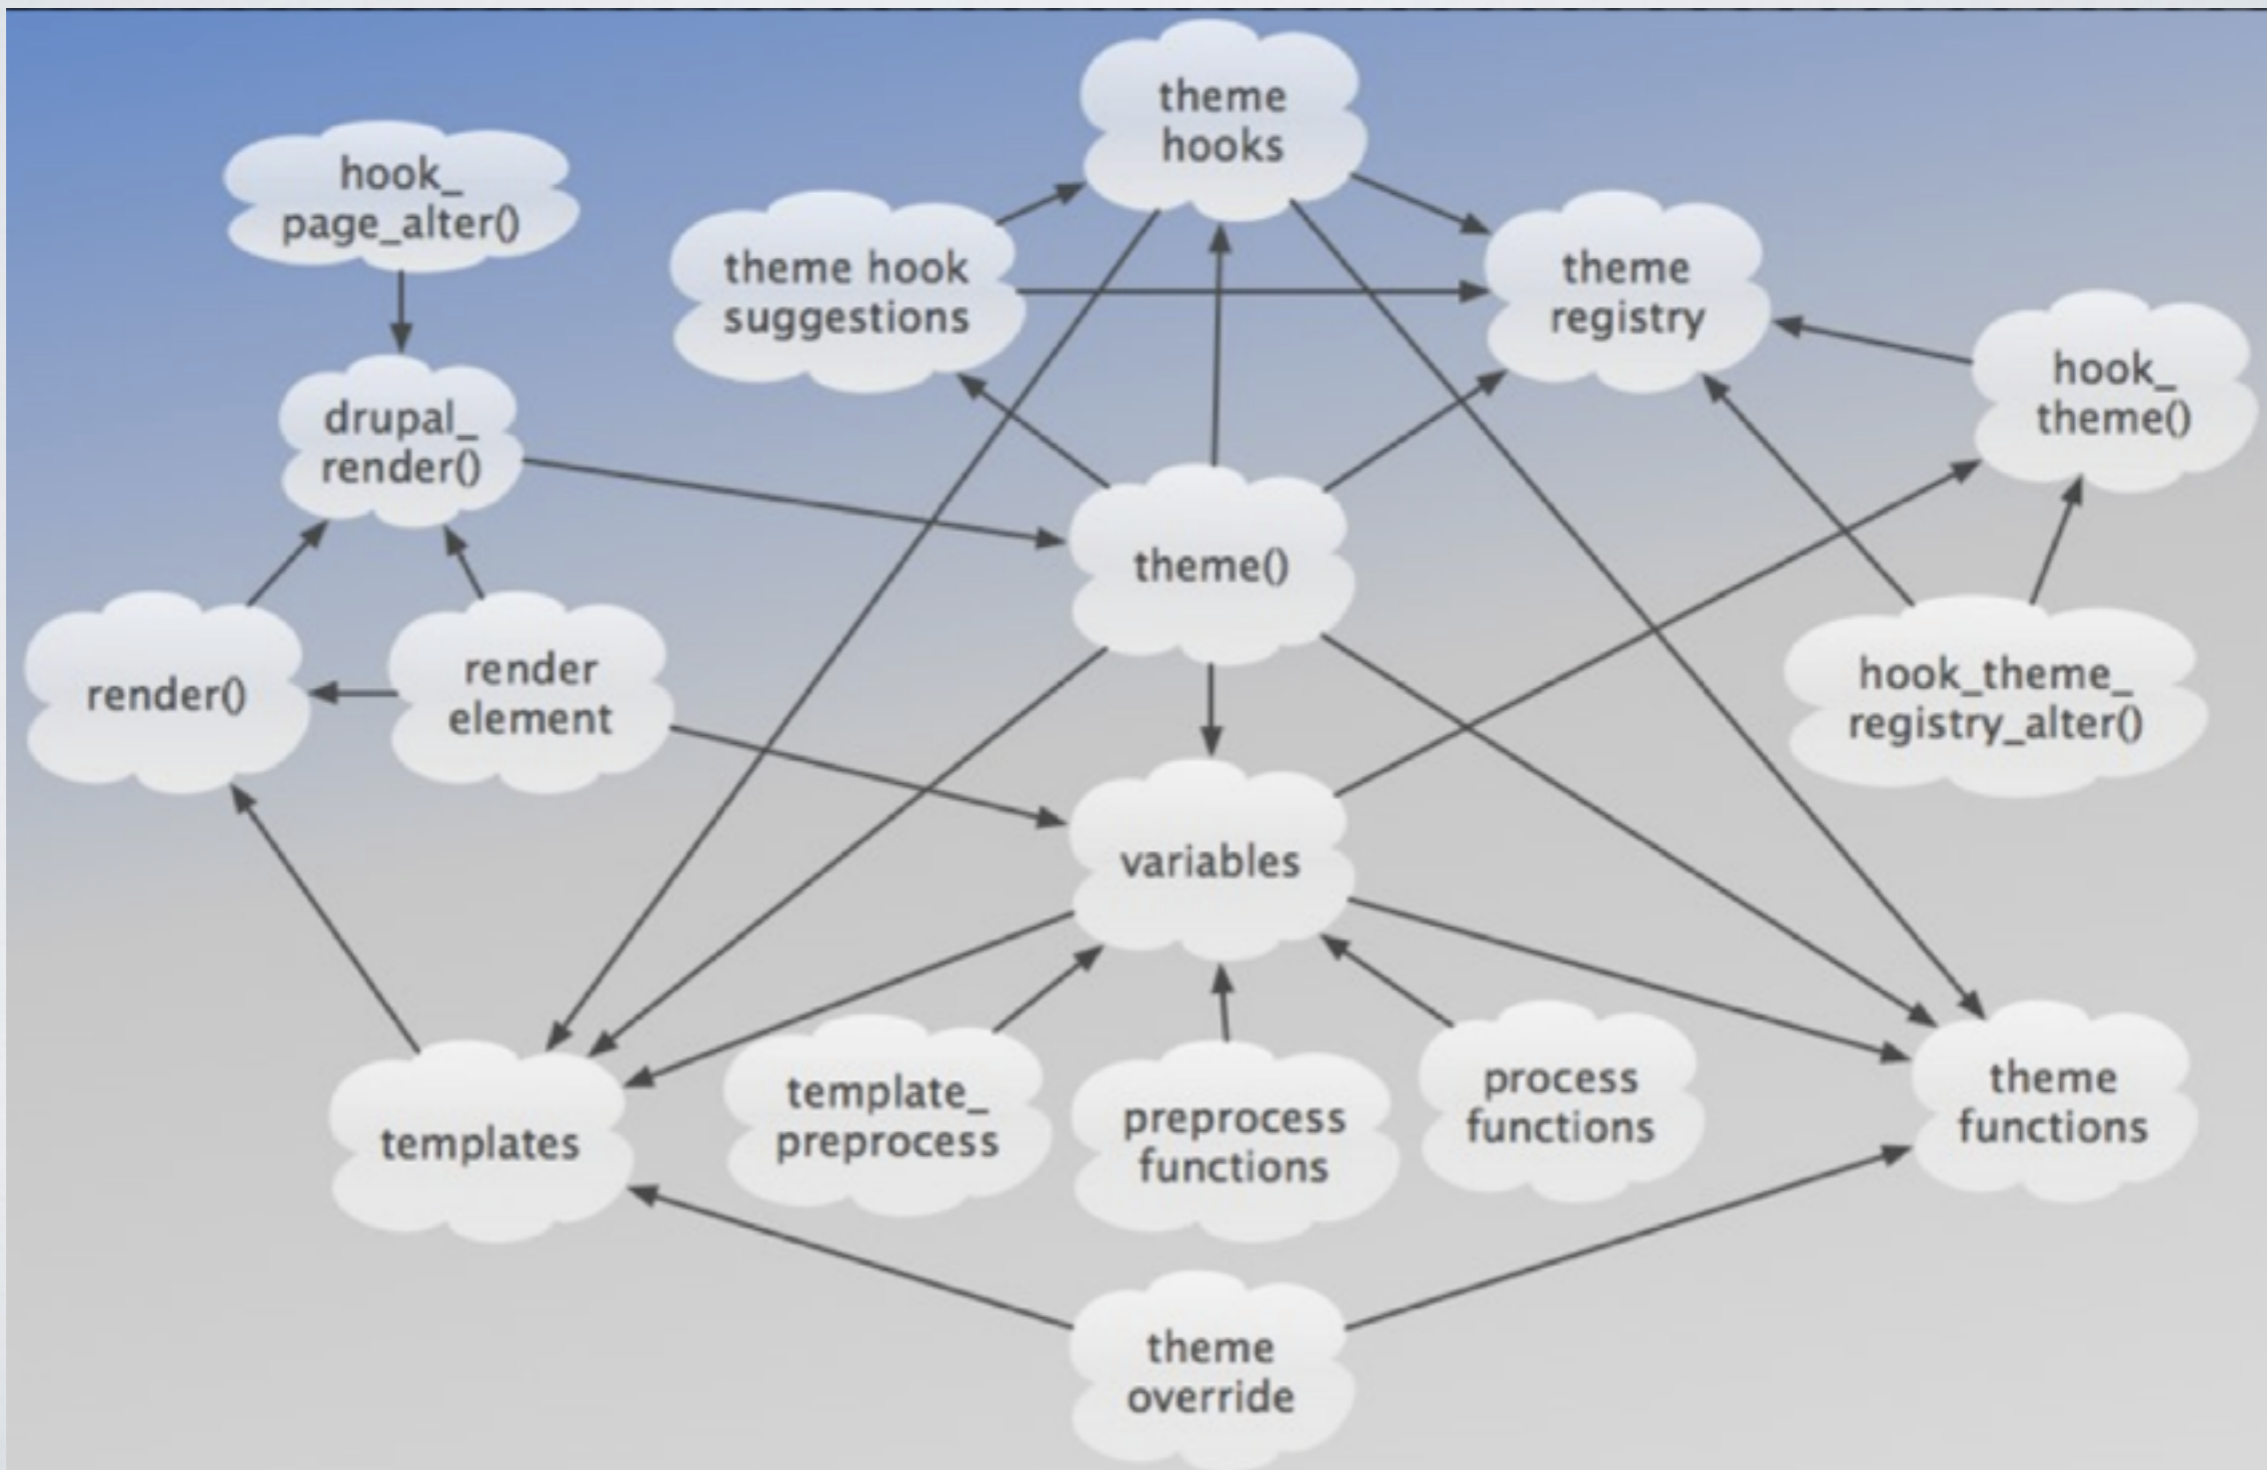 theme
hooks
hook_
page_alter()
theme hook
suggestions
theme
registry
hook_
theme()
drupal_
render()
theme()
render()
render
element
hook_theme_
registry_alter()
variables
templates
template_
preprocess
preprocess
functions
process
functions
theme
functions
theme
override